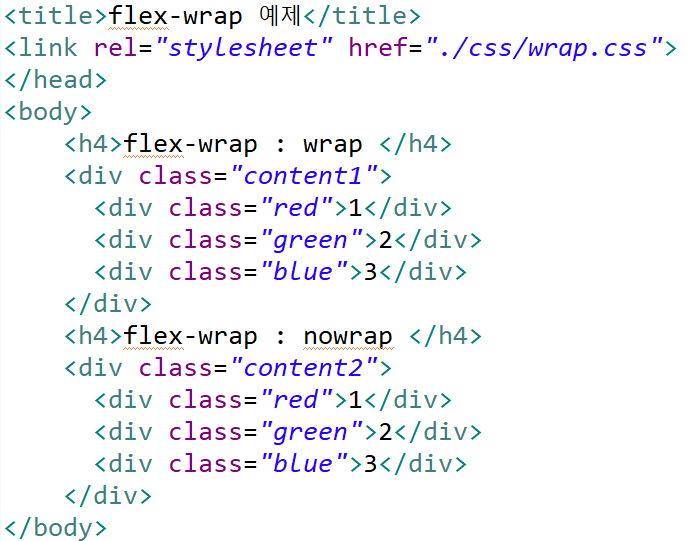 <title>flex-wrap 예제</title>
<link rel="stylesheet" href="./css/wrap.css">
</head>
<body>
    <h4>flex-wrap : wrap </h4>
    <div class="content1">
      <div class="red">1</div>
      <div class="green">2</div>
      <div class="blue">3</div>
    </div>
    <h4>flex-wrap : nowrap </h4>
    <div class="content2">
      <div class="red">1</div>
      <div class="green">2</div>
      <div class="blue">3</div>
    </div>
</body>